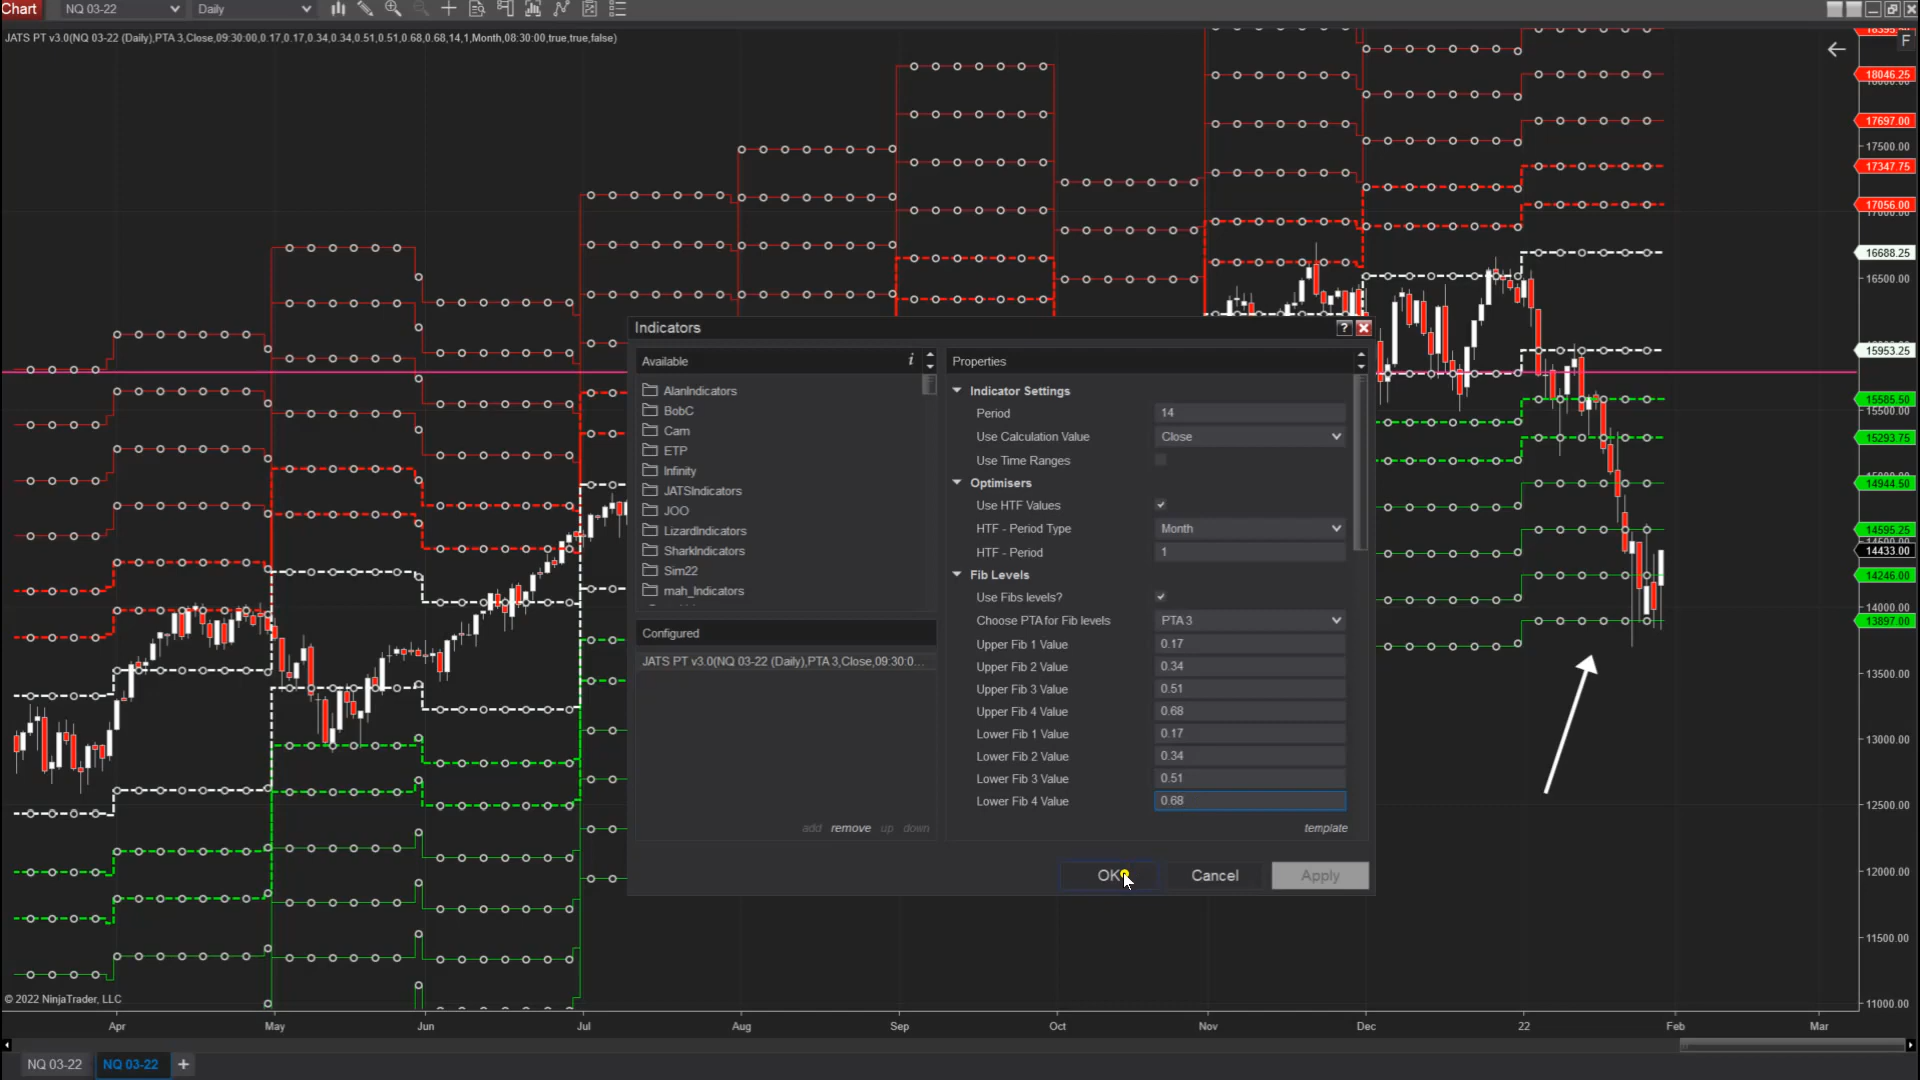 Chart NQ 03-22 Daily
JATS PT v3.0(NQ 03-22 (Daily),PTA 3,Close,09:30:00,0.17,0.17,0.34,0.34,0.51,0.51,0.68,0.68,14,1,Month,08:30:00,true,true,false)
F
18046.25
17697.00
17500.00
17347.75
17056.00
16688.25
16500.00
15953.25
15585.50
15500.00
15293.75
14944.50
14595.25
14433.00
14246.00
14000.00
13897.00
13500.00
13000.00
12500.00
12000.00
11500.00
11000.00
Indicators
?
Available
i
AlanIndicators
BobC
Cam
ETP
Infinity
JATSIndicators
JOO
LizardIndicators
SharkIndicators
Sim22
mah_Indicators
Configured
JATS PT v3.0(NQ 03-22 (Daily),PTA 3,Close,09:30:0...
add remove up down
Properties
Indicator Settings
Period 14
Use Calculation Value Close
Use Time Ranges
Optimisers
Use HTF Values
HTF - Period Type Month
HTF - Period 1
Fib Levels
Use Fibs levels?
Choose PTA for Fib levels PTA 3
Upper Fib 1 Value 0.17
Upper Fib 2 Value 0.34
Upper Fib 3 Value 0.51
Upper Fib 4 Value 0.68
Lower Fib 1 Value 0.17
Lower Fib 2 Value 0.34
Lower Fib 3 Value 0.51
Lower Fib 4 Value 0.68
template
OK Cancel Apply
© 2022 NinjaTrader, LLC
Apr May Jun Jul Aug Sep Oct Nov Dec 22 Feb Mar
NQ 03-22 NQ 03-22 +